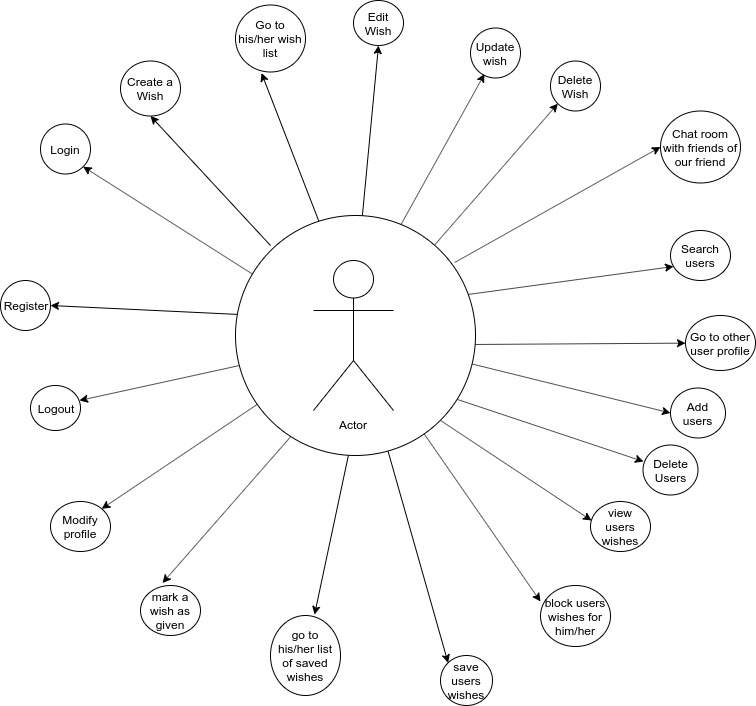 Go to
his/her wish
list
Edit
Wish
Update
wish
Create a
Wish
Delete
Wish
Login
Chat room
with friends of
our friend
Search
users
Register
Go to other
user profile
Logout
Actor
Add
users
Delete
Users
Modify
profile
view
users
wishes
mark a
wish as
given
block users
wishes for
him/her
go to
his/her list
of saved
wishes
save
users
wishes